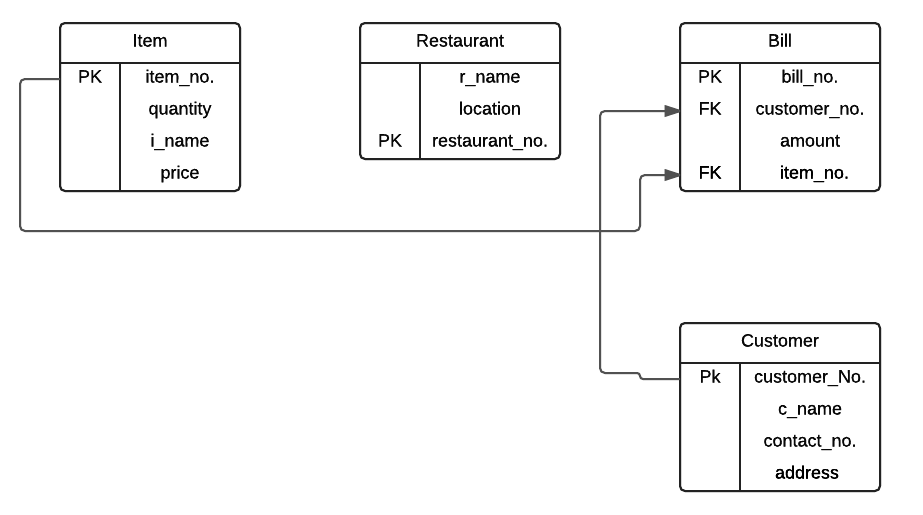 Item
PK item_no.
quantity
i_name
price
Restaurant
r_name
location
PK restaurant_no.
Bill
PK bill_no.
FK customer_no.
amount
FK item_no.
Customer
Pk customer_No.
c_name
contact_no.
address